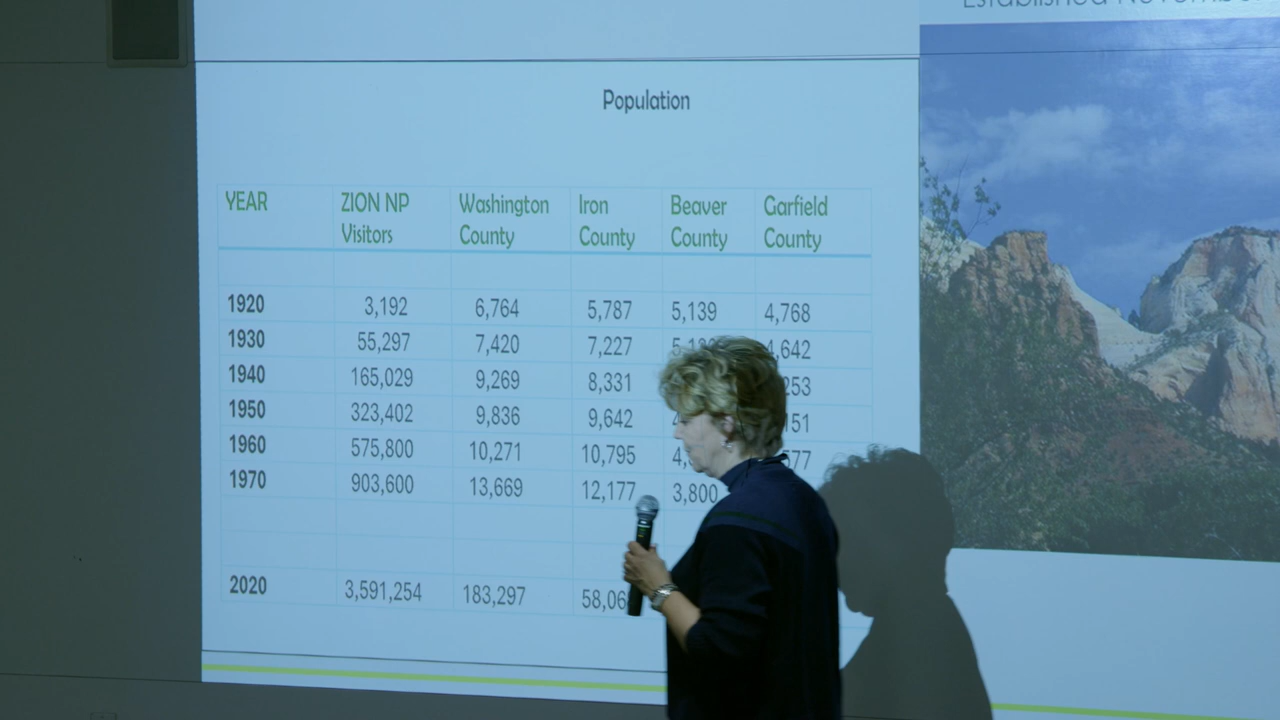 Established
Population
YEAR ZION NP Visitors Washington County Iron County Beaver County Garfield County
1920 3,192 6,764 5,787 5,139 4,768
1930 55,297 7,420 7,227
1940 165,029 9,269 8,331
1950 323,402 9,836 9,642
1960 575,800 10,271 10,795
1970 903,600 13,669 12,177 3,800
2020 3,591,254 183,297